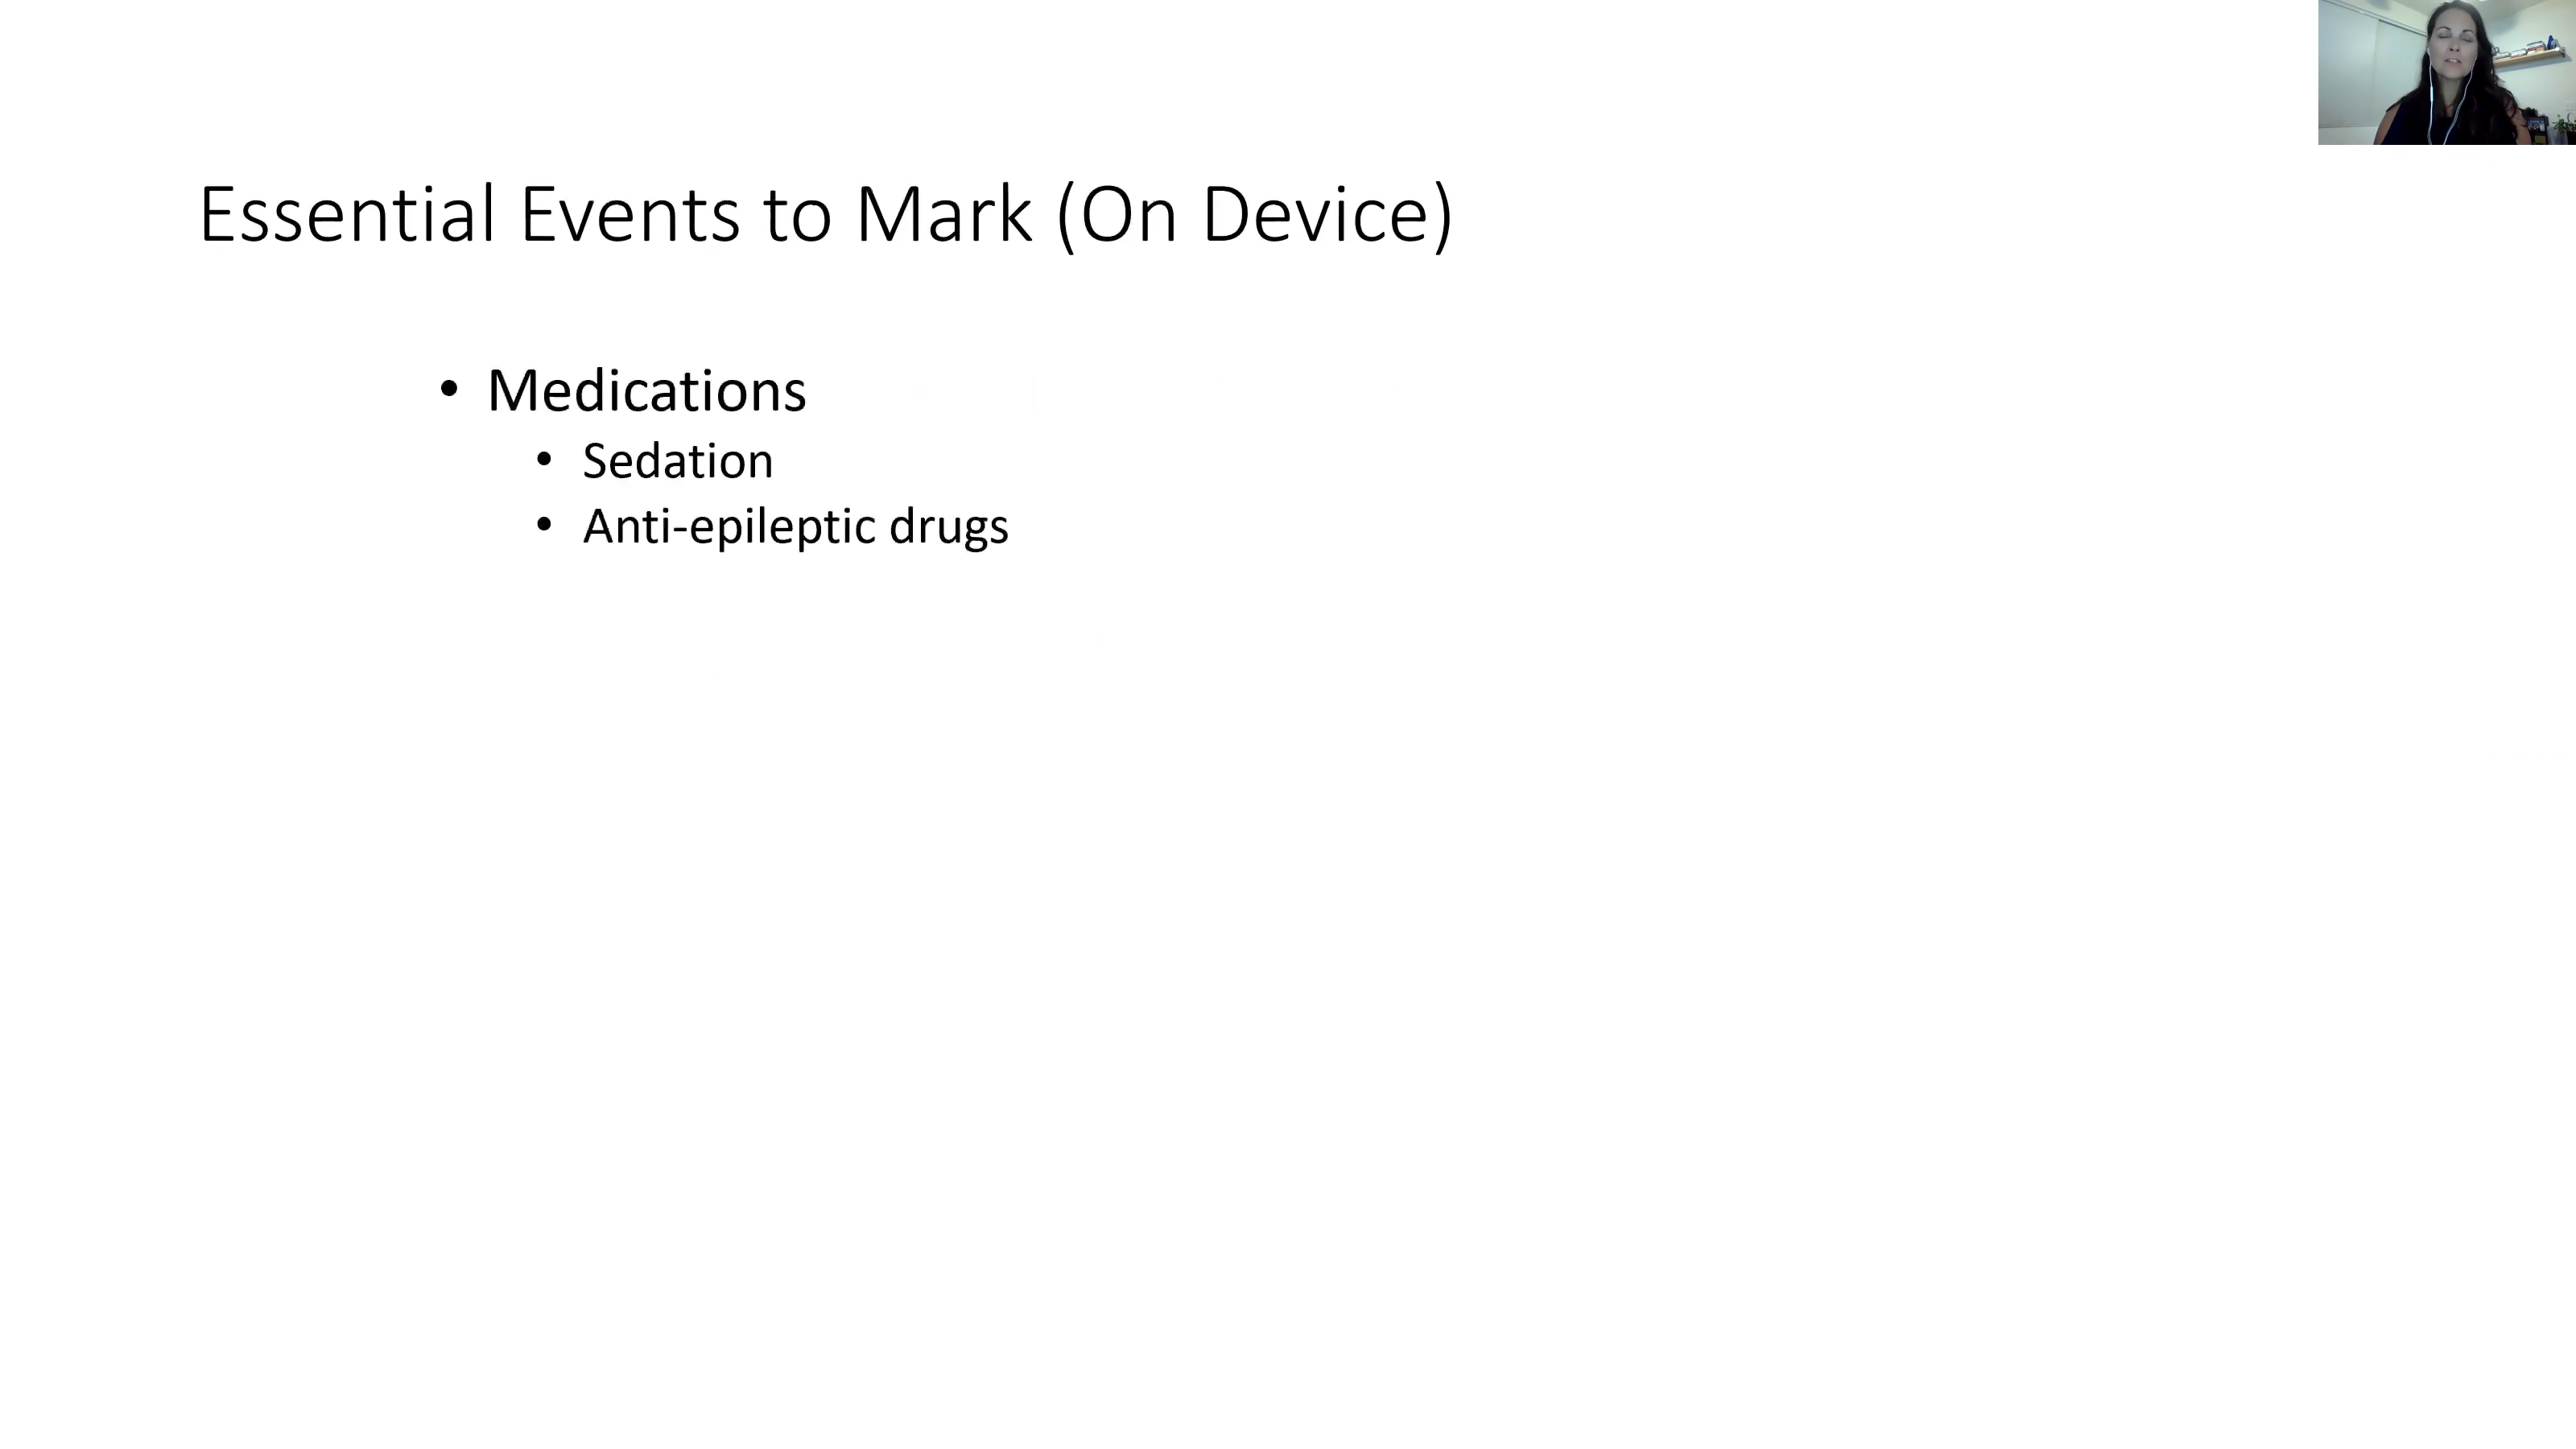 Essential Events to Mark (On Device)
• Medications
• Sedation
• Anti-epileptic drugs